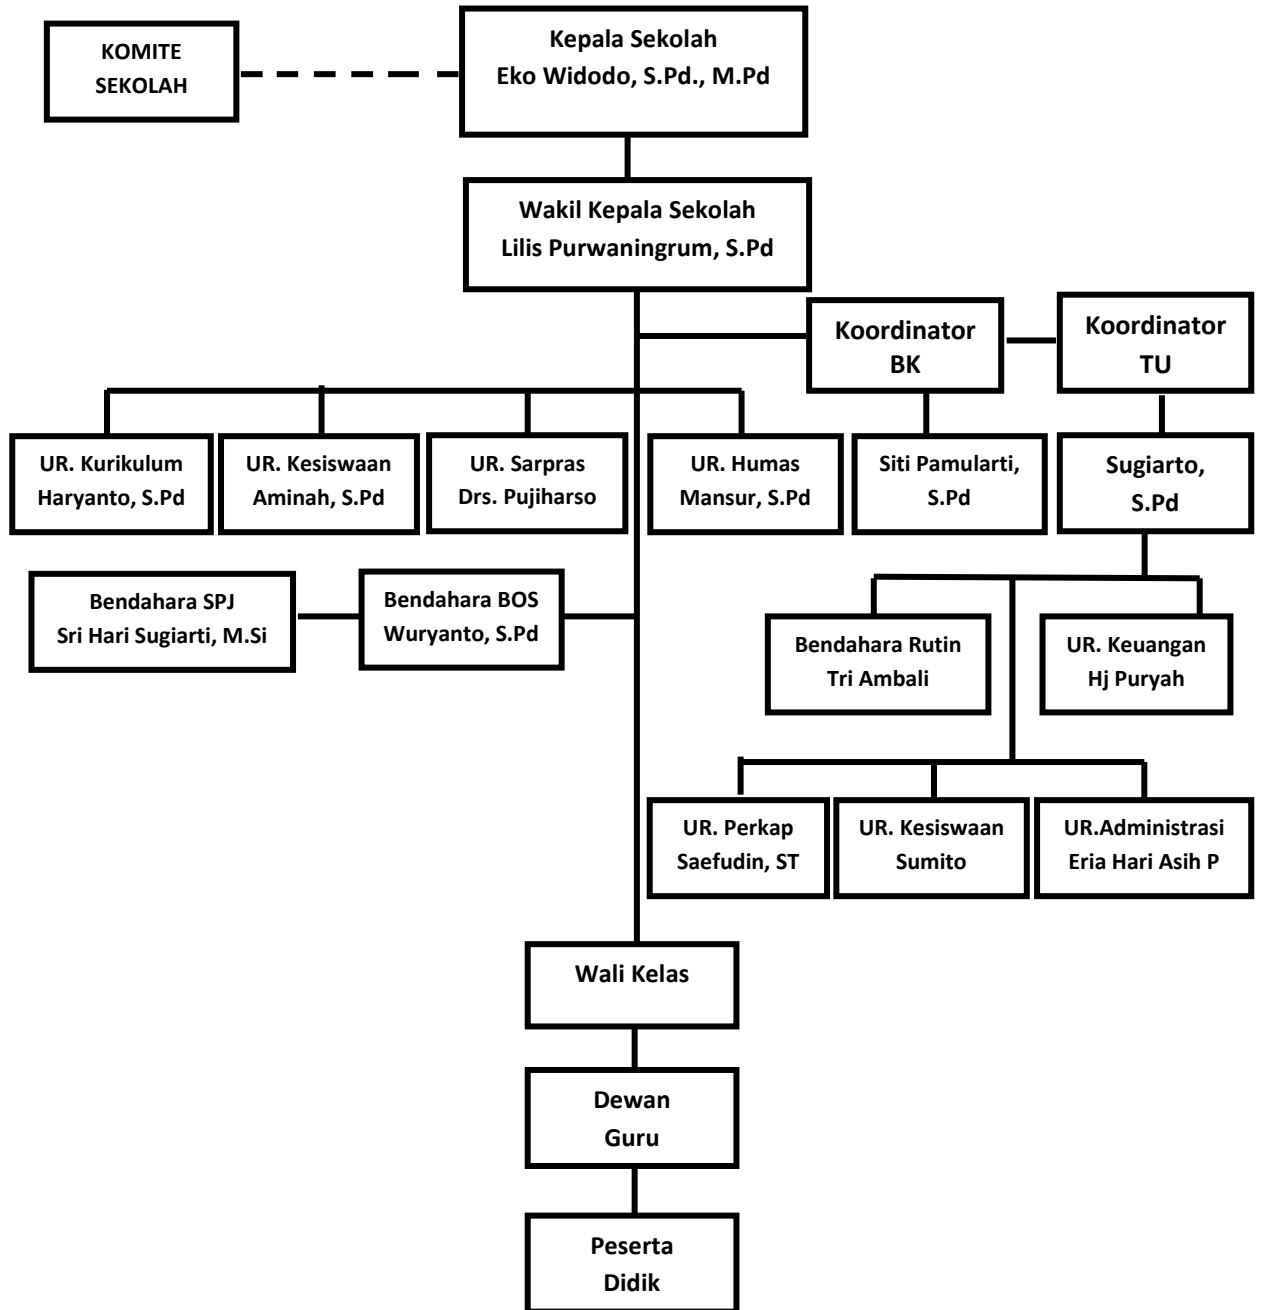 KOMITE
SEKOLAH
Kepala Sekolah
Eko Widodo, S.Pd., M.Pd
Wakil Kepala Sekolah
Lilis Purwaningrum, S.Pd
Koordinator
BK
Koordinator
TU
UR. Kurikulum
Haryanto, S.Pd
UR. Kesiswaan
Aminah, S.Pd
UR. Sarpras
Drs. Pujiharso
UR. Humas
Mansur, S.Pd
Siti Pamularti,
S.Pd
Sugiarto,
S.Pd
Bendahara SPJ
Sri Hari Sugiarti, M.Si
Bendahara BOS
Wuryanto, S.Pd
Bendahara Rutin
Tri Ambali
UR. Keuangan
Hj Puryah
UR. Perkap
Saefudin, ST
UR. Kesiswaan
Sumito
UR.Administrasi
Eria Hari Asih P
Wali Kelas
Dewan
Guru
Peserta
Didik